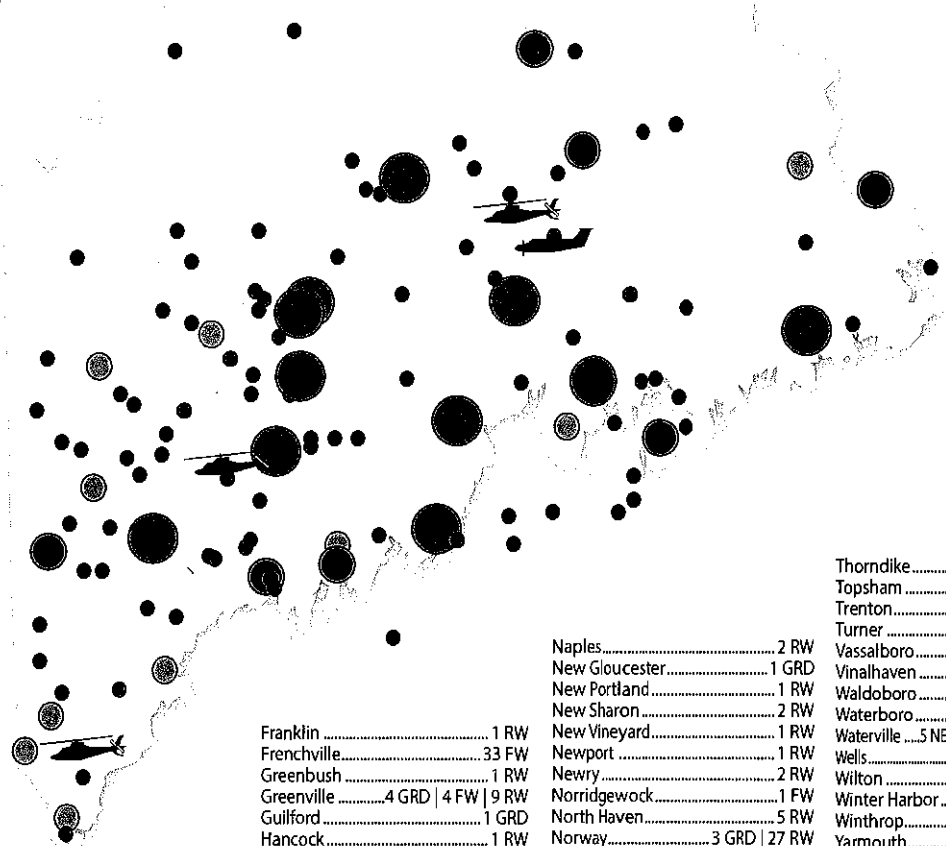 Franklin ............ 1 RW
Frenchville ............ 33 FW
Greenbush ............ 1 RW
Greenville ............ 4 GRD | 4 FW | 9 RW
Guilford ............ 1 GRD
Hancock ............ 1 RW
Naples ............ 2 RW
New Gloucester ............ 1 GRD
New Portland ............ 1 RW
New Sharon ............ 2 RW
New Vineyard ............ 1 RW
Newport ............ 1 RW
Newry ............ 2 RW
Norridgewock ............ 1 FW
North Haven ............ 5 RW
Norway ............ 3 GRD | 27 RW
Thorndike ............
Topsham ............
Trenton ............
Turner ............
Vassalboro ............
Vinalhaven ............
Waldoboro ............
Waterboro ............
Waterville ....5 NE
Wells ............
Wilton ............
Winter Harbor ..
Winthrop ............
Yarmouth ............